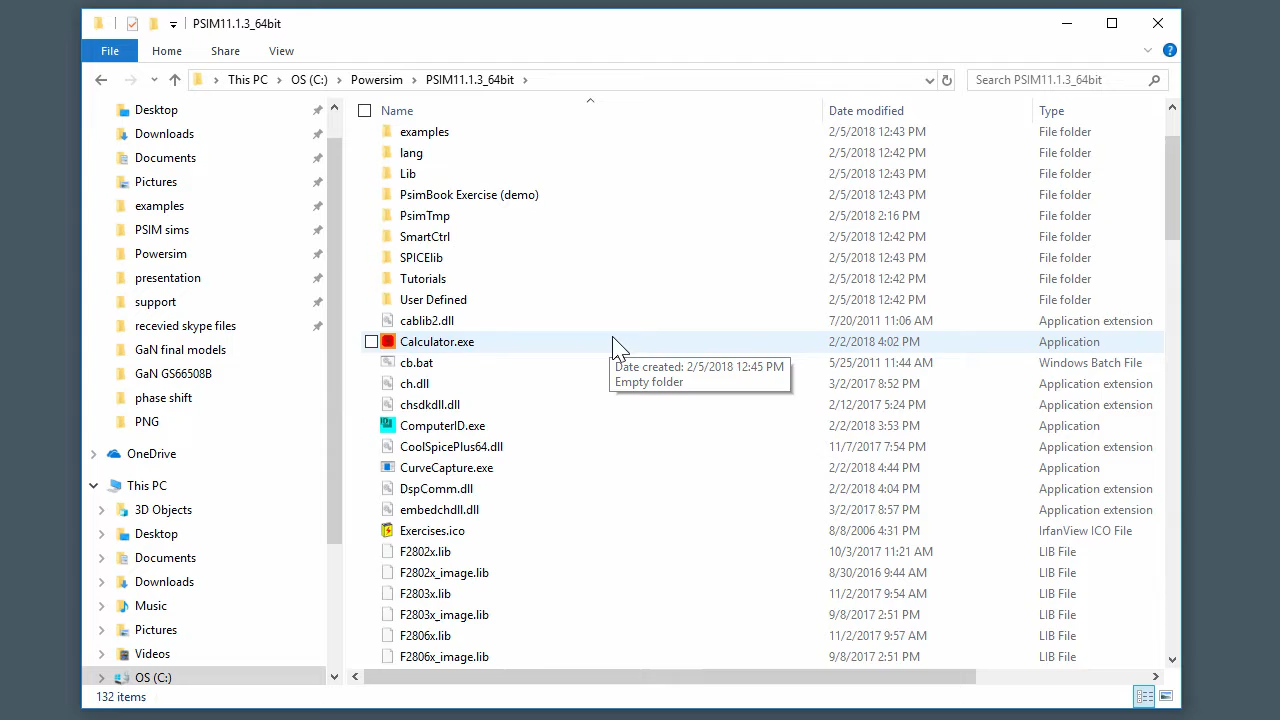 PSIM11.1.3_64bit
File Home Share View
This PC OS (C:) Powersim PSIM11.1.3_64bit Search PSIM11.1.3_64bit
Desktop
Downloads
Documents
Pictures
examples
PSIM sims
Powersim
presentation
support
recevied skype files
GaN final models
GaN GS66508B
phase shift
PNG
OneDrive
This PC
3D Objects
Desktop
Documents
Downloads
Music
Pictures
Videos
OS (C:)
Name Date modified Type
examples 2/5/2018 12:43 PM File folder
lang 2/5/2018 12:42 PM File folder
Lib 2/5/2018 12:43 PM File folder
PsimBook Exercise (demo) 2/5/2018 12:43 PM File folder
PsimTmp 2/5/2018 2:16 PM File folder
SmartCtrl 2/5/2018 12:42 PM File folder
SPICElib 2/5/2018 12:43 PM File folder
Tutorials 2/5/2018 12:42 PM File folder
User Defined 2/5/2018 12:42 PM File folder
cablib2.dll 7/20/2011 11:06 AM Application extension
Calculator.exe 2/2/2018 4:02 PM Application
cb.bat 5/25/2011 11:44 AM Windows Batch File
Date created: 2/5/2018 12:45 PM
Empty folder
ch.dll 3/2/2017 8:52 PM Application extension
chsdkdll.dll 2/12/2017 5:24 PM Application extension
ComputerID.exe 2/2/2018 3:53 PM Application
CoolSpicePlus64.dll 11/7/2017 7:54 PM Application extension
CurveCapture.exe 2/2/2018 4:44 PM Application
DspComm.dll 2/2/2018 4:04 PM Application extension
embedchdll.dll 3/2/2017 8:57 PM Application extension
Exercises.ico 8/8/2006 4:31 PM IrfanView ICO File
F2802x.lib 10/3/2017 11:21 AM LIB File
F2802x_image.lib 8/30/2016 9:44 AM LIB File
F2803x.lib 11/2/2017 9:54 AM LIB File
F2803x_image.lib 9/8/2017 2:51 PM LIB File
F2806x.lib 11/2/2017 9:57 AM LIB File
F2806x_image.lib 9/8/2017 2:51 PM LIB File
132 items